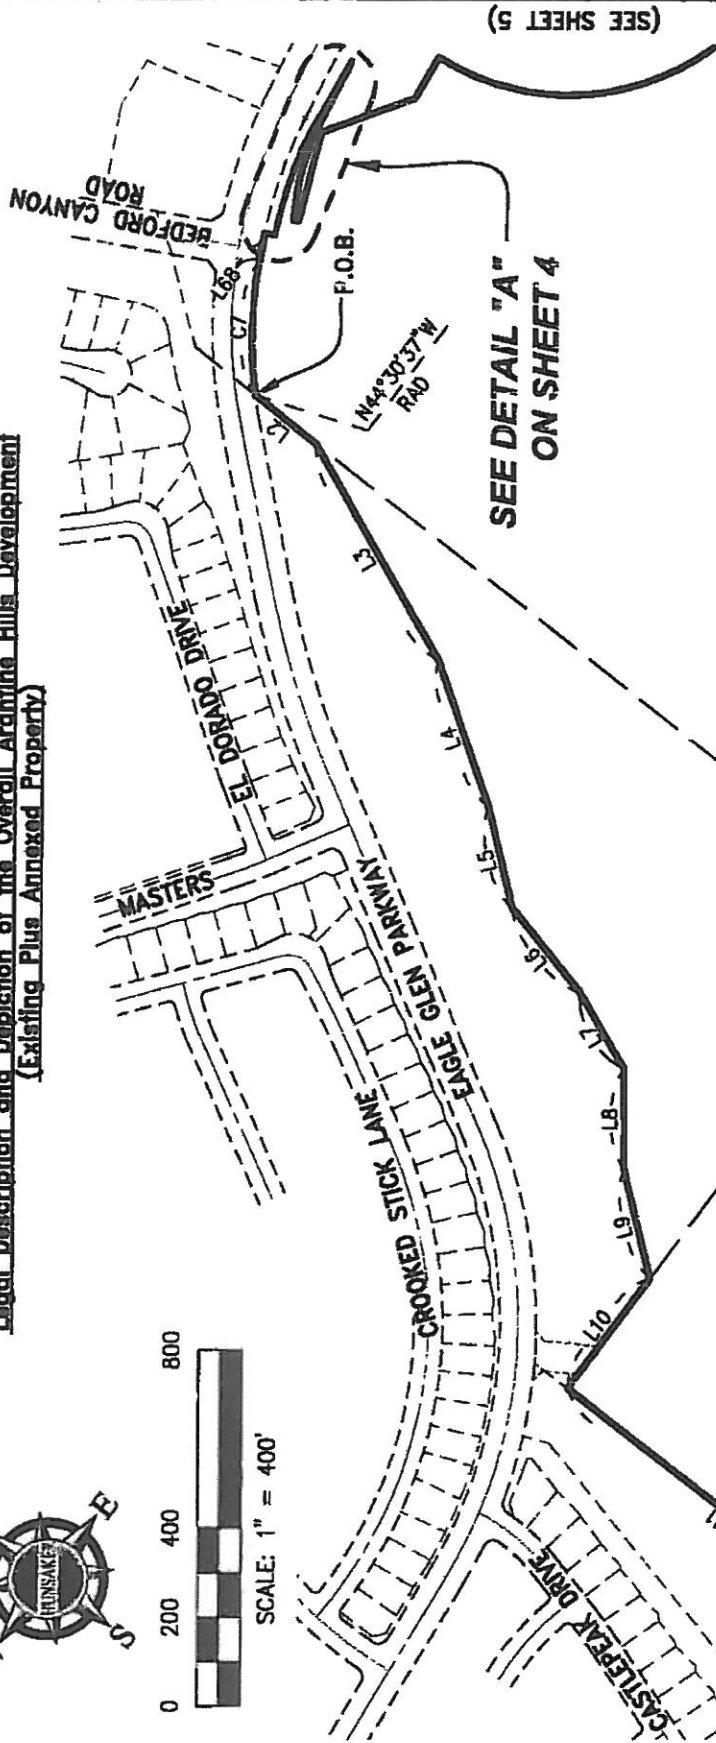 Legal Description and Depiction of the Overall Arantine Hills Development
(Existing Plus Annexed Property)
HUNSAKER
E
S
0 200 400 800
SCALE: 1" = 400'
MASTERS
EL DORADO DRIVE
CROOKED STICK LANE
EAGLE GLEN PARKWAY
CASTLEPEAK DRIVE
BEDFORD CANYON
ROAD
L68
C7
P.O.B.
L2
N44°30'37"W
RAD
L3
L4
L5
L6
L7
L8
L9
L10
SEE DETAIL "A"
ON SHEET 4
(SEE SHEET 5)